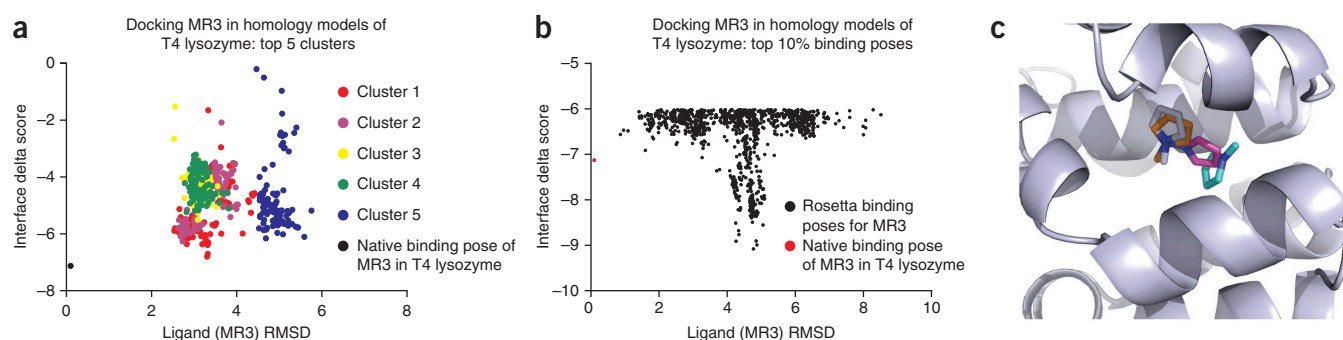 a
Docking MR3 in homology models of
T4 lysozyme: top 5 clusters
0
−2
−4
−6
−8
Interface delta score
0
2
4
6
8
Ligand (MR3) RMSD
Cluster 1
Cluster 2
Cluster 3
Cluster 4
Cluster 5
Native binding pose of
MR3 in T4 lysozyme
b
Docking MR3 in homology models of
T4 lysozyme: top 10% binding poses
−5
−6
−7
−8
−9
−10
Interface delta score
0
2
4
6
8
10
Ligand (MR3) RMSD
Rosetta binding
poses for MR3
Native binding pose
of MR3 in T4 lysozyme
c